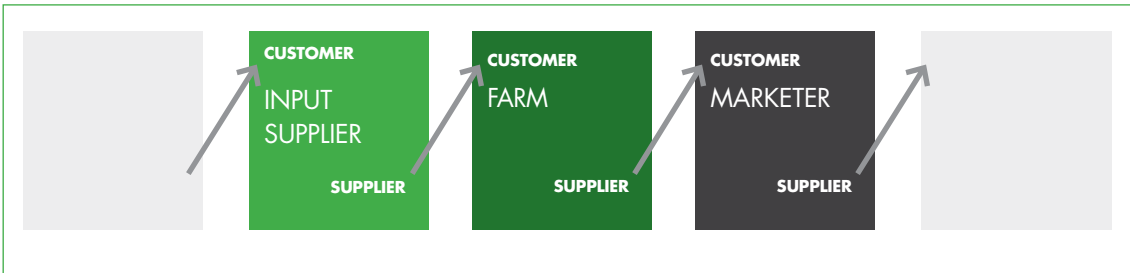 CUSTOMER
INPUT
SUPPLIER
SUPPLIER
CUSTOMER
FARM
SUPPLIER
CUSTOMER
MARKETER
SUPPLIER